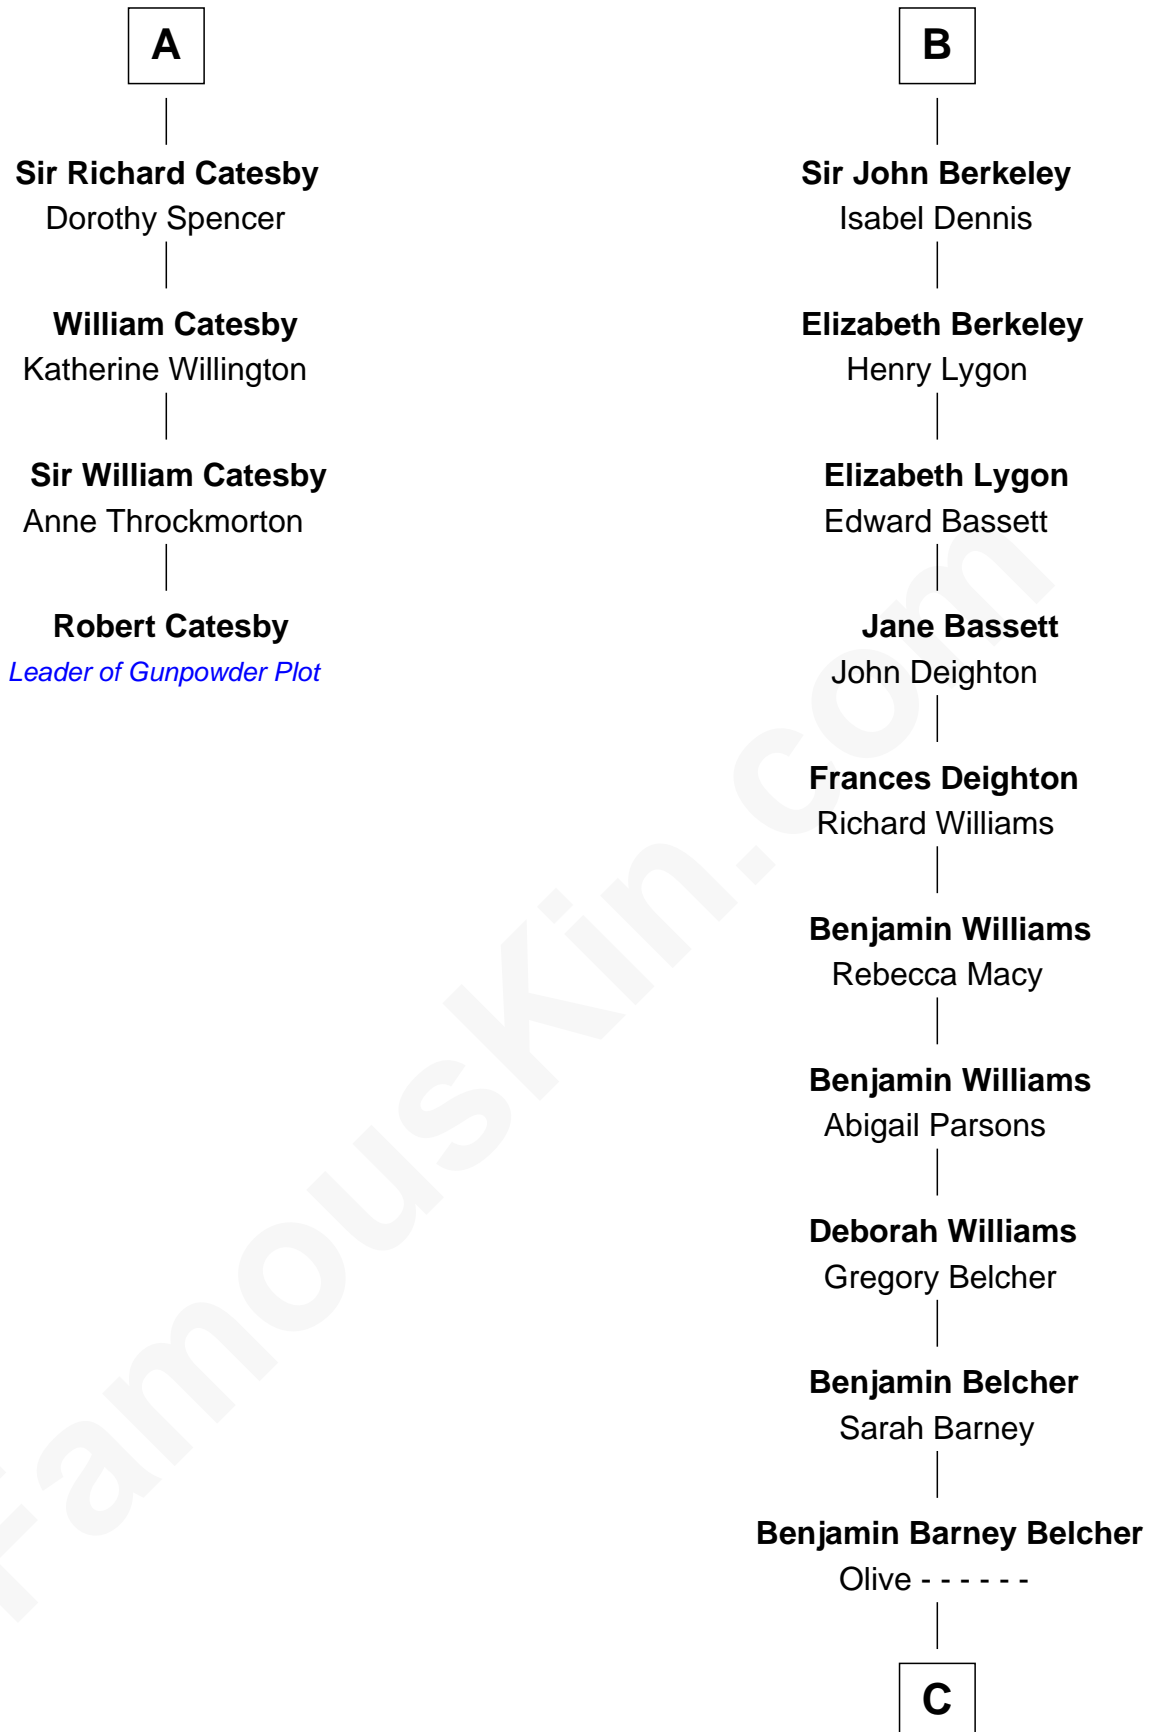 A
Sir Richard Catesby
Dorothy Spencer
William Catesby
Katherine Willington
Sir William Catesby
Anne Throckmorton
Robert Catesby
Leader of Gunpowder Plot
B
Sir John Berkeley
Isabel Dennis
Elizabeth Berkeley
Henry Lygon
Elizabeth Lygon
Edward Bassett
Jane Bassett
John Deighton
Frances Deighton
Richard Williams
Benjamin Williams
Rebecca Macy
Benjamin Williams
Abigail Parsons
Deborah Williams
Gregory Belcher
Benjamin Belcher
Sarah Barney
Benjamin Barney Belcher
Olive - - - - - -
C
FamousKin.com